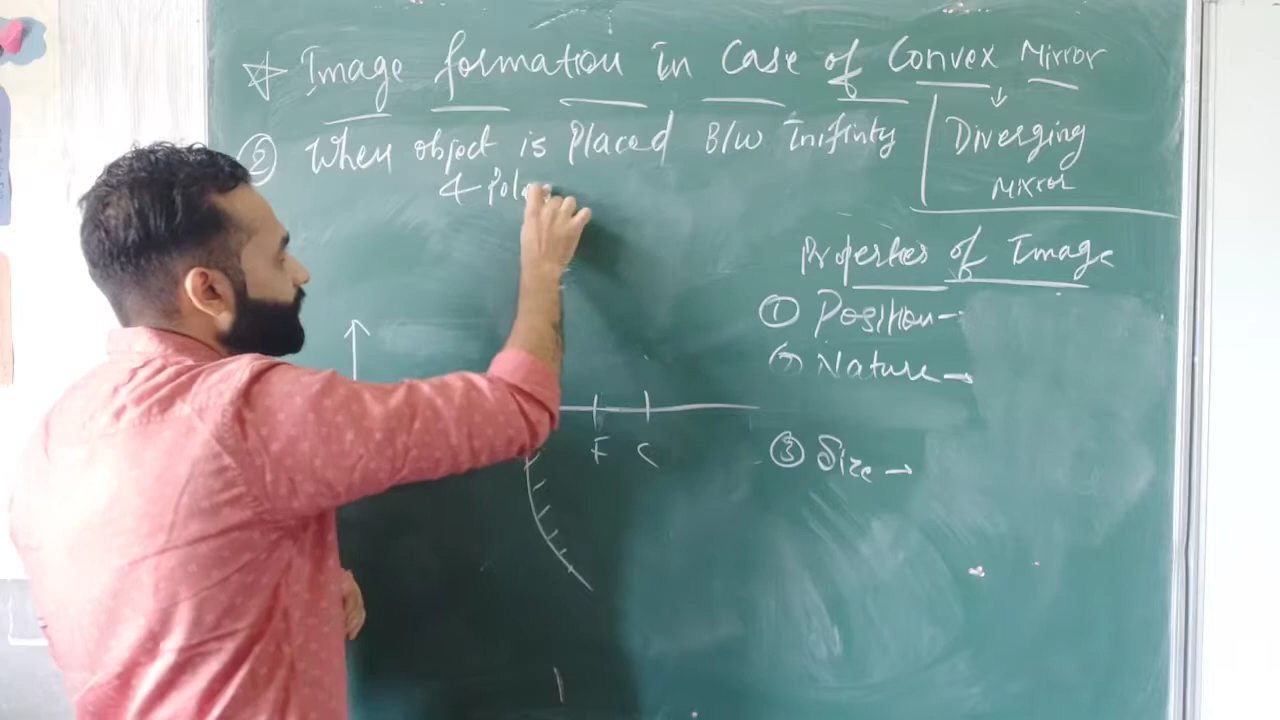 ☆ Image formation in Case of Convex Mirror
② When object is Placed B/W Inifinty
& Pole
↓
Diverging
Mirror
Properties of Image
① Position→
② Nature→
③ Size→
F C